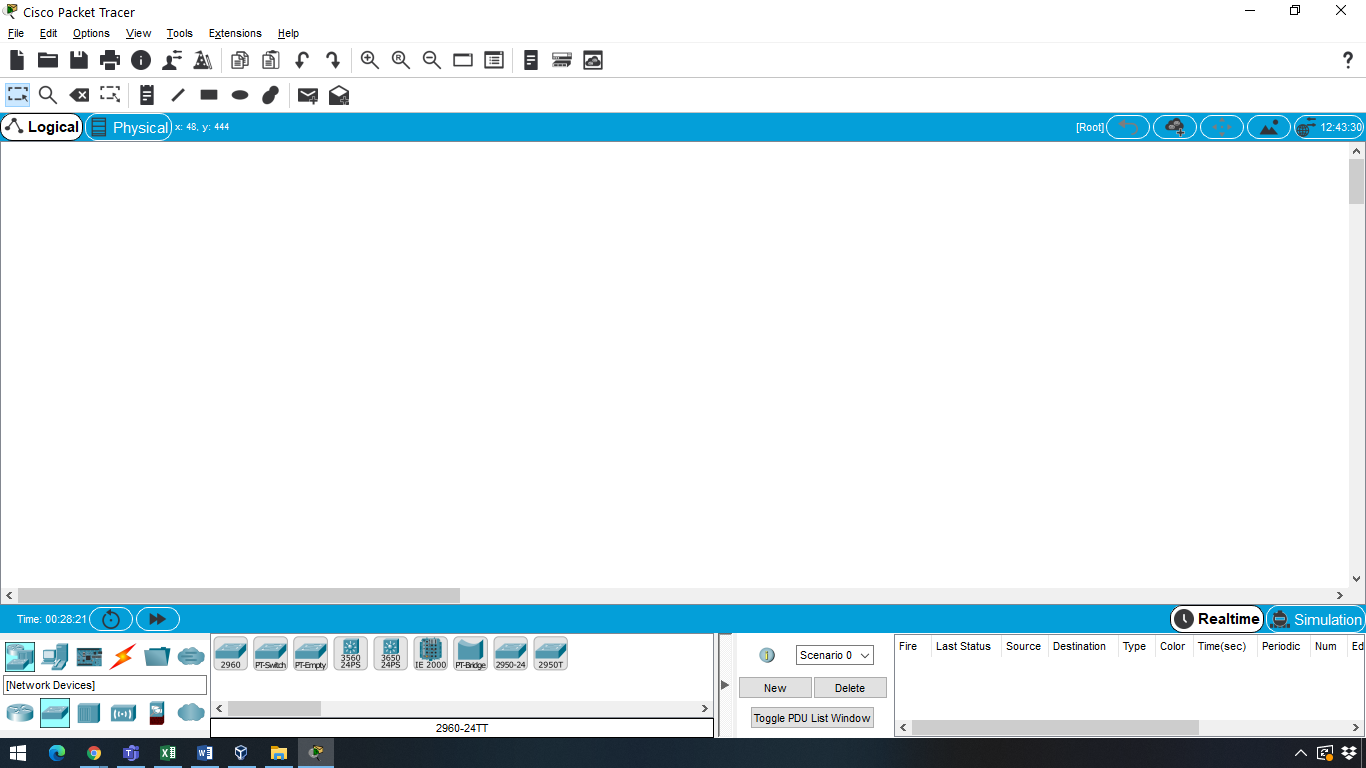 Cisco Packet Tracer
File Edit Options View Tools Extensions Help
R
?
Logical Physical x: 48, y: 444 [Root] 12:43:30
Time: 00:28:21 Realtime Simulation
2960 PT-Switch PT-Empty 3560 24PS 3650 24PS IE 2000 PT-Bridge 2950-24 2950T
[Network Devices]
2960-24TT
Scenario 0
New Delete
Toggle PDU List Window
Fire Last Status Source Destination Type Color Time(sec) Periodic Num Ed